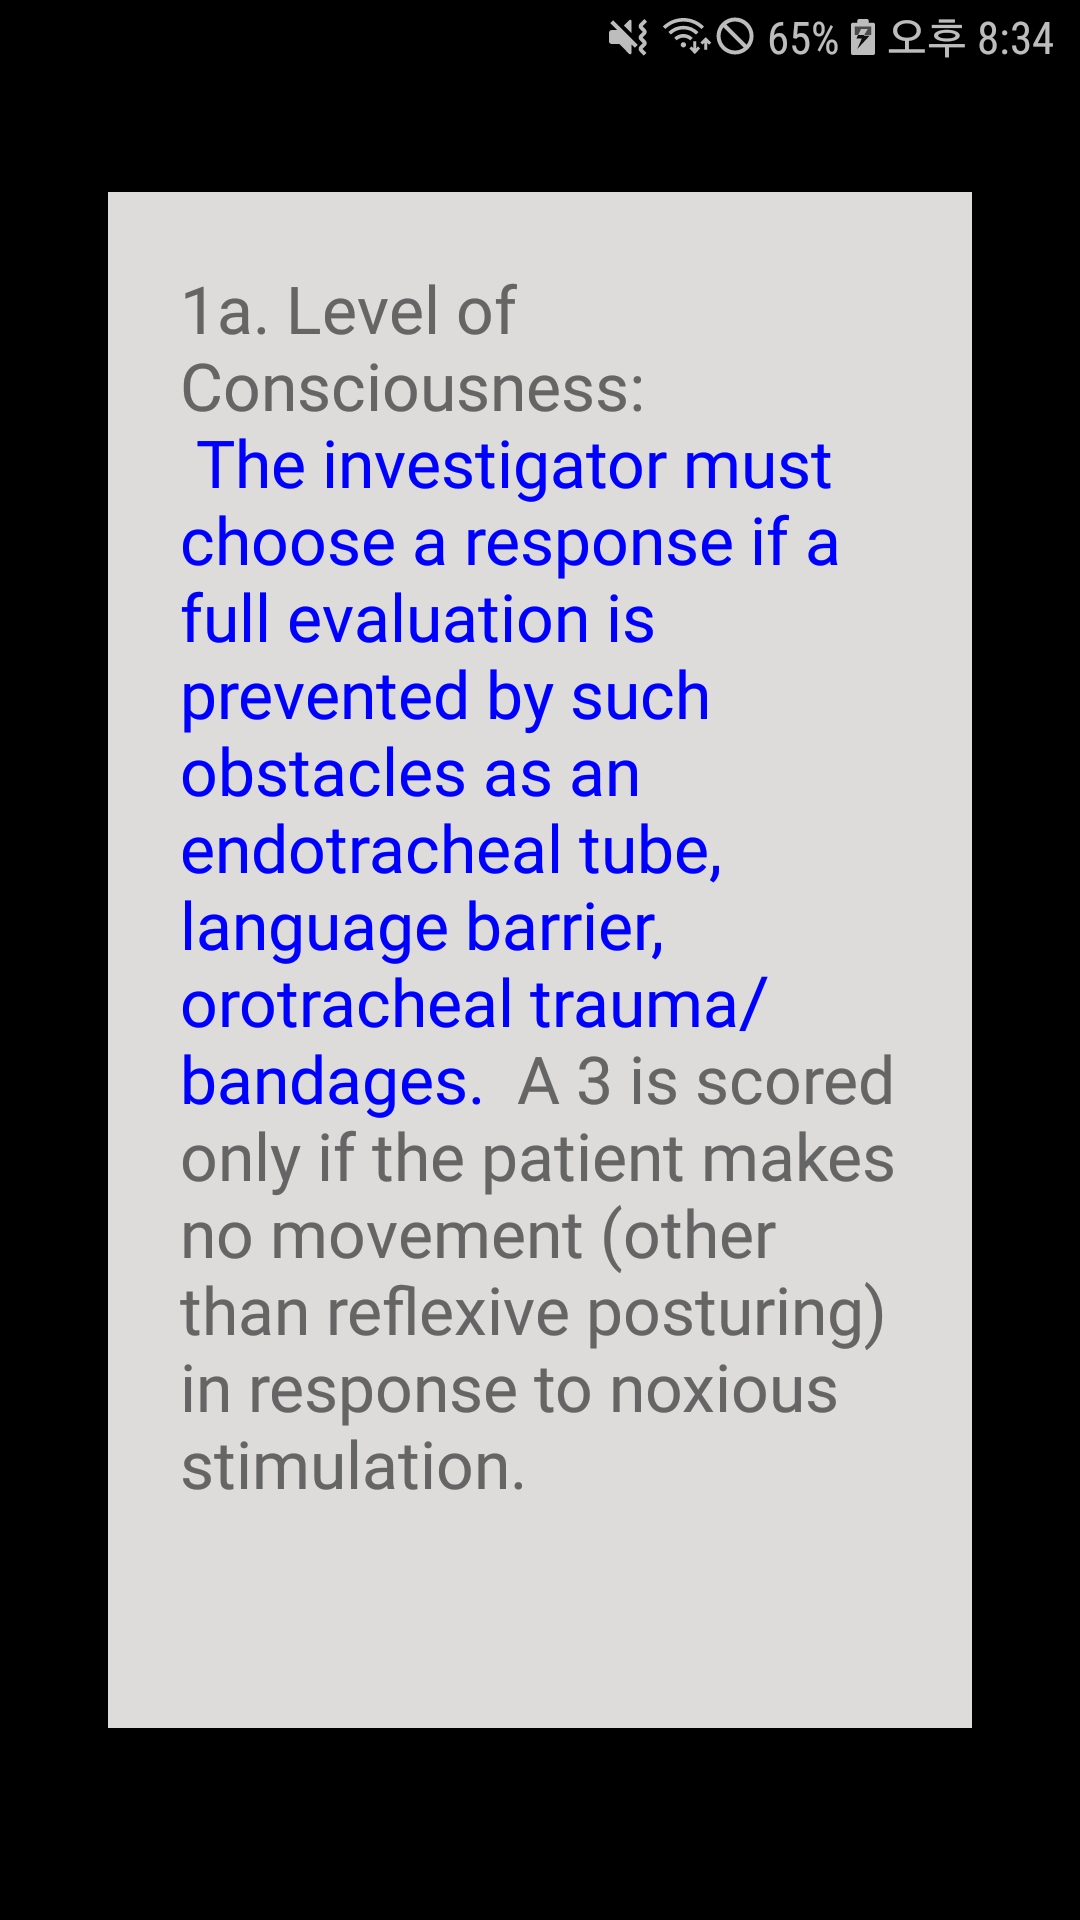 65% 오후 8:34
1a. Level of
Consciousness:
The investigator must
choose a response if a
full evaluation is
prevented by such
obstacles as an
endotracheal tube,
language barrier,
orotracheal trauma/
bandages.  A 3 is scored
only if the patient makes
no movement (other
than reflexive posturing)
in response to noxious
stimulation.